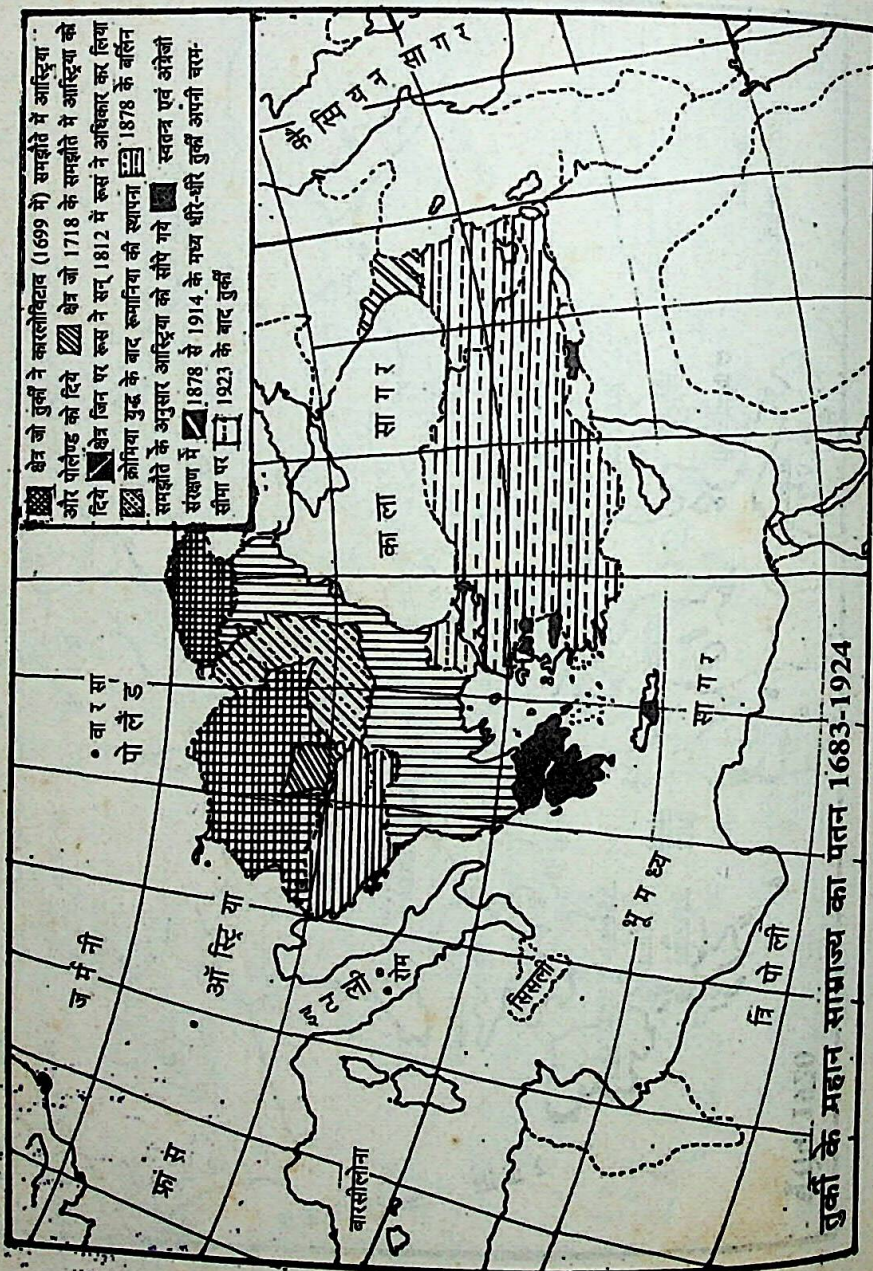 क्षेत्र जो तुर्की ने कारलोविटाव (1699 में) समझौते में आस्ट्रिया
और पोलैण्ड को दिये क्षेत्र जो 1718 के समझौते में आस्ट्रिया को
दिये क्षेत्र जिन पर रूस ने सन् 1812 में रूस ने अधिकार कर लिया
क्रीमिया युद्ध के बाद रूमानिया की स्थापना 1878 के बर्लिन
समझौते के अनुसार आस्ट्रिया को सौंपे गये स्वतन्त्र एवं अंग्रेजी
संरक्षण में 1878 से 1914 के मध्य धीरे-धीरे तुर्की अपनी चरम-
सीमा पर 1923 के बाद तुर्की
कैस्पियन सागर
काला सागर
वारसा
पोलैंड
जर्मनी
ऑस्ट्रिया
फ्रांस
बारसीलोना
इटली
रोम
सिसली
भूमध्य सागर
त्रिपोली
तुर्की के महान साम्राज्य का पतन 1683-1924